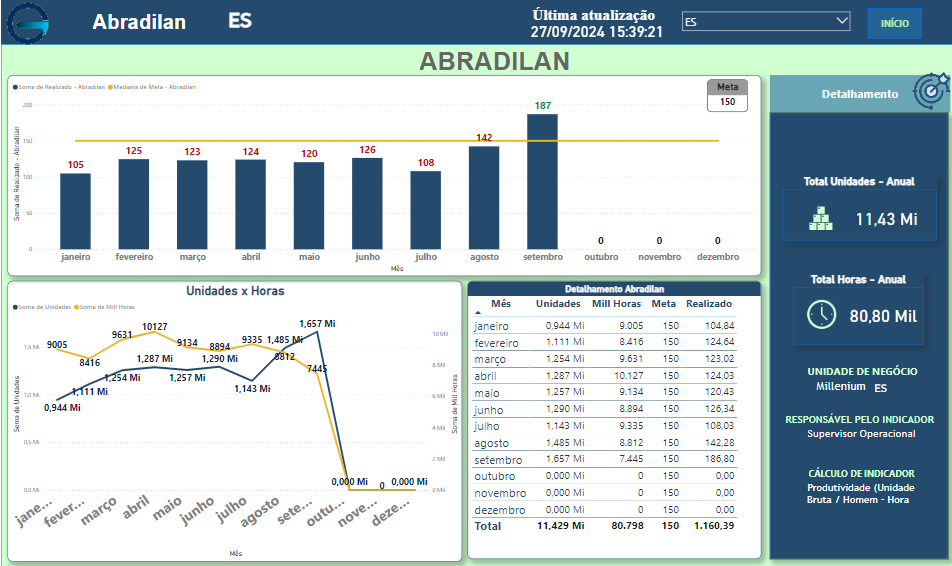 Abradilan
ES
Última atualização
27/09/2024 15:39:21
ES
INÍCIO
ABRADILAN
Soma de Realizado - Abradilan
Mediana de Meta - Abradilan
Meta
150
Soma de Realizado - Abradilan
200
150
100
50
0
105
125
123
124
120
126
108
142
187
0
0
0
janeiro
fevereiro
março
abril
maio
junho
julho
agosto
setembro
outubro
novembro
dezembro
Mês
Unidades x Horas
Soma de Unidades
Soma de Mill Horas
Soma de Unidades
1,5 Mi
1,0 Mi
0,5 Mi
0,0 Mi
9005
8416
9631
10127
9134
8894
9335
8812
7445
0
0,944 Mi
1,111 Mi
1,254 Mi
1,287 Mi
1,257 Mi
1,290 Mi
1,143 Mi
1,485 Mi
1,657 Mi
0,000 Mi
0,000 Mi
10 Mil
8 Mil
6 Mil
4 Mil
2 Mil
0 Mil
Soma de Mill Horas
jane...
fever...
março
abril
maio
junho
julho
agosto
sete...
outu...
nove...
deze...
Mês
Detalhamento Abradilan
Mês Unidades Mill Horas Meta Realizado
janeiro 0,944 Mi 9.005 150 104,84
fevereiro 1,111 Mi 8.416 150 124,64
março 1,254 Mi 9.631 150 123,02
abril 1,287 Mi 10.127 150 124,03
maio 1,257 Mi 9.134 150 120,43
junho 1,290 Mi 8.894 150 126,34
julho 1,143 Mi 9.335 150 108,03
agosto 1,485 Mi 8.812 150 142,28
setembro 1,657 Mi 7.445 150 186,80
outubro 0,000 Mi 0 150 0,00
novembro 0,000 Mi 0 150 0,00
dezembro 0,000 Mi 0 150 0,00
Total 11,429 Mi 80.798 150 1.160,39
Detalhamento
Total Unidades - Anual
11,43 Mi
Total Horas - Anual
80,80 Mil
UNIDADE DE NEGÓCIO
Millenium ES
RESPONSÁVEL PELO INDICADOR
Supervisor Operacional
CÁLCULO DE INDICADOR
Produtividade (Unidade
Bruta / Homem - Hora